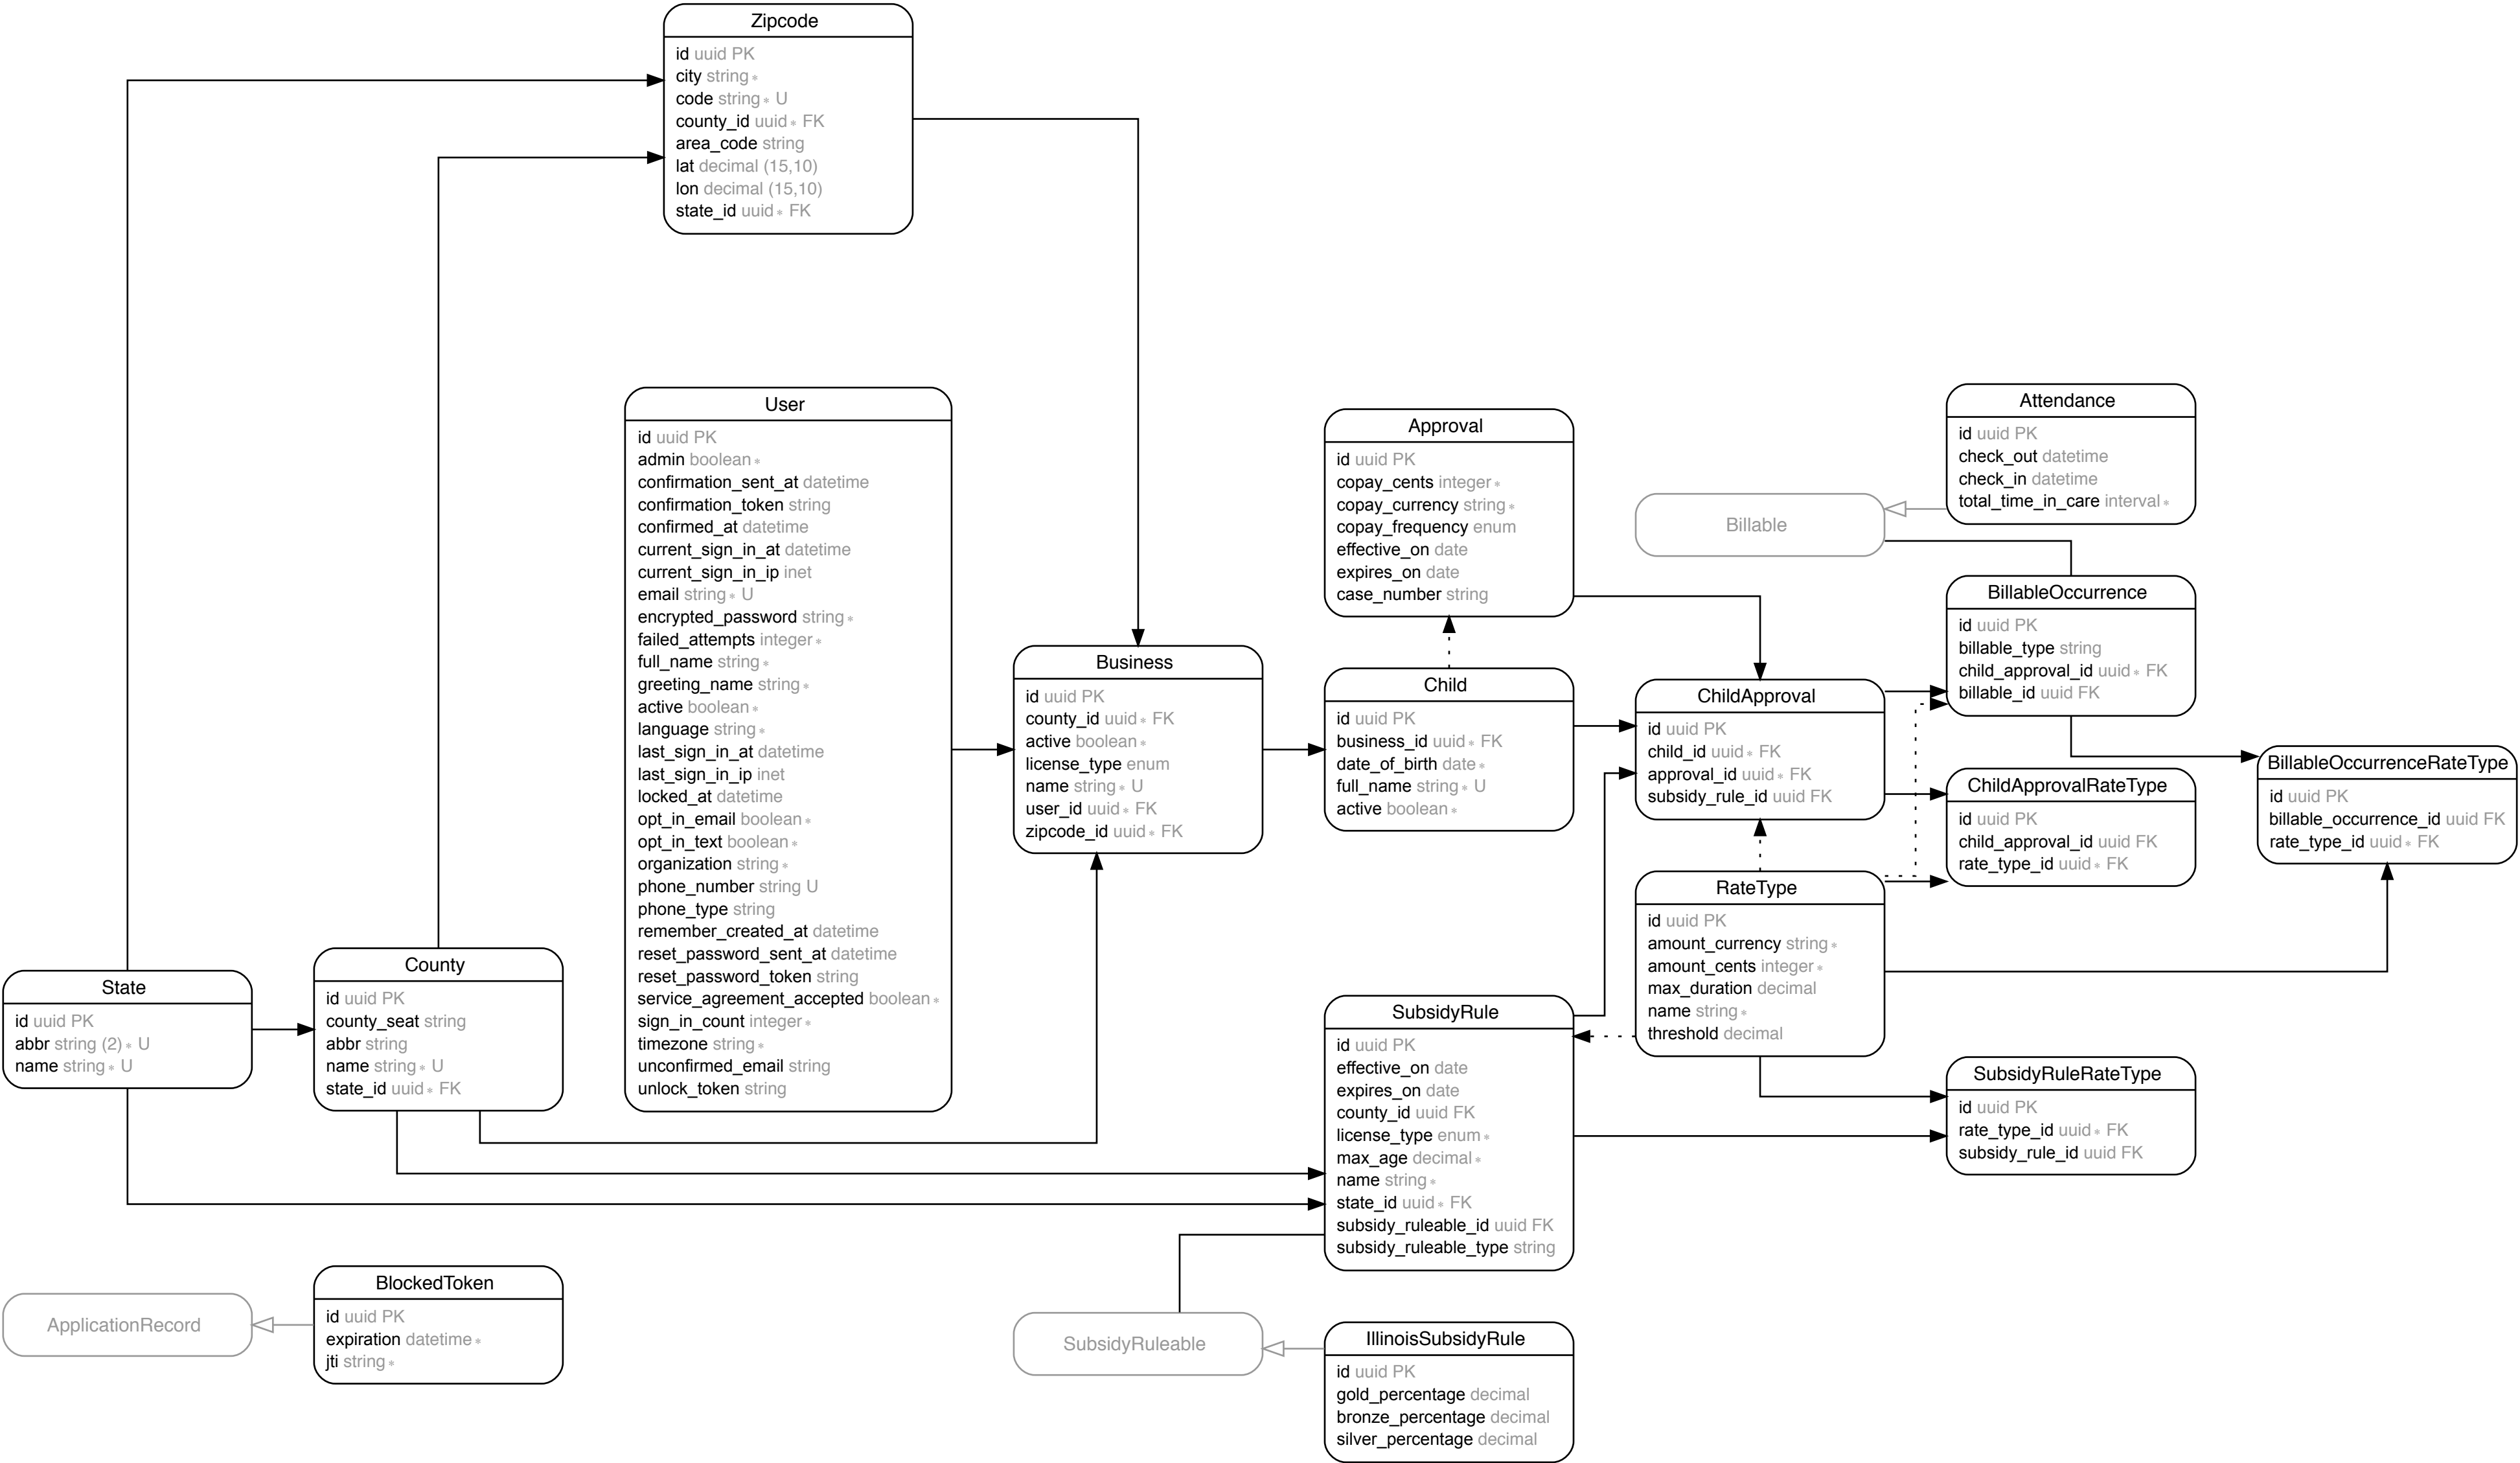 Zipcode
id uuid PK
city string ∗
code string ∗ U
county_id uuid ∗ FK
area_code string
lat decimal (15,10)
lon decimal (15,10)
state_id uuid ∗ FK
User
id uuid PK
admin boolean ∗
confirmation_sent_at datetime
confirmation_token string
confirmed_at datetime
current_sign_in_at datetime
current_sign_in_ip inet
email string ∗ U
encrypted_password string ∗
failed_attempts integer ∗
full_name string ∗
greeting_name string ∗
active boolean ∗
language string ∗
last_sign_in_at datetime
last_sign_in_ip inet
locked_at datetime
opt_in_email boolean ∗
opt_in_text boolean ∗
organization string ∗
phone_number string U
phone_type string
remember_created_at datetime
reset_password_sent_at datetime
reset_password_token string
service_agreement_accepted boolean ∗
sign_in_count integer ∗
timezone string ∗
unconfirmed_email string
unlock_token string
Attendance
id uuid PK
check_out datetime
check_in datetime
total_time_in_care interval ∗
Approval
id uuid PK
copay_cents integer ∗
copay_currency string ∗
copay_frequency enum
effective_on date
expires_on date
case_number string
Billable
BillableOccurrence
id uuid PK
billable_type string
child_approval_id uuid ∗ FK
billable_id uuid FK
Business
id uuid PK
county_id uuid ∗ FK
active boolean ∗
license_type enum
name string ∗ U
user_id uuid ∗ FK
zipcode_id uuid ∗ FK
Child
id uuid PK
business_id uuid ∗ FK
date_of_birth date ∗
full_name string ∗ U
active boolean ∗
ChildApproval
id uuid PK
child_id uuid ∗ FK
approval_id uuid ∗ FK
subsidy_rule_id uuid FK
BillableOccurrenceRateType
id uuid PK
billable_occurrence_id uuid FK
rate_type_id uuid ∗ FK
ChildApprovalRateType
id uuid PK
child_approval_id uuid FK
rate_type_id uuid ∗ FK
RateType
id uuid PK
amount_currency string ∗
amount_cents integer ∗
max_duration decimal
name string ∗
threshold decimal
State
id uuid PK
abbr string (2) ∗ U
name string ∗ U
County
id uuid PK
county_seat string
abbr string
name string ∗ U
state_id uuid ∗ FK
SubsidyRule
id uuid PK
effective_on date
expires_on date
county_id uuid FK
license_type enum ∗
max_age decimal ∗
name string ∗
state_id uuid ∗ FK
subsidy_ruleable_id uuid FK
subsidy_ruleable_type string
SubsidyRuleRateType
id uuid PK
rate_type_id uuid ∗ FK
subsidy_rule_id uuid FK
ApplicationRecord
BlockedToken
id uuid PK
expiration datetime ∗
jti string ∗
SubsidyRuleable
IllinoisSubsidyRule
id uuid PK
gold_percentage decimal
bronze_percentage decimal
silver_percentage decimal